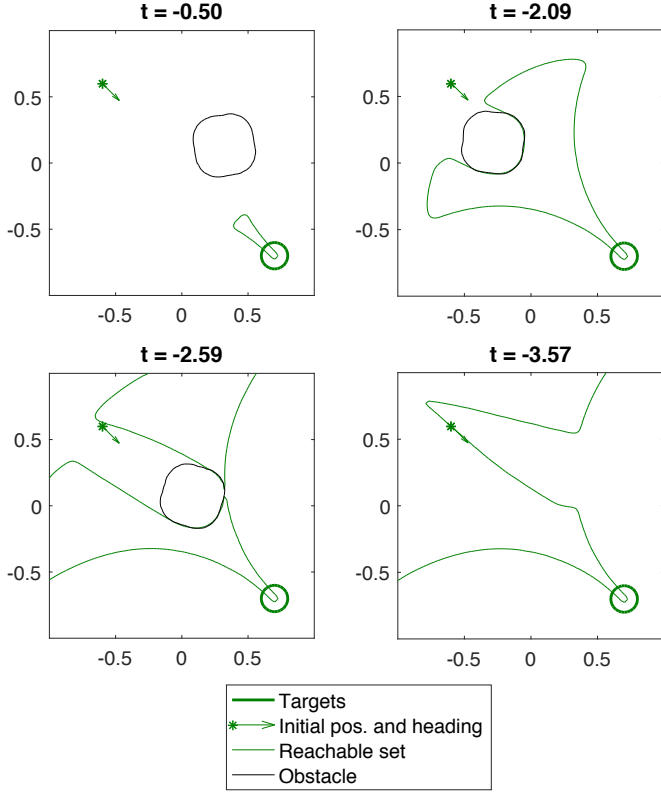 t = -0.50
0.5
0
-0.5
-0.5 0 0.5
t = -2.09
0.5
0
-0.5
-0.5 0 0.5
t = -2.59
0.5
0
-0.5
-0.5 0 0.5
t = -3.57
0.5
0
-0.5
-0.5 0 0.5
Targets
Initial pos. and heading
Reachable set
Obstacle